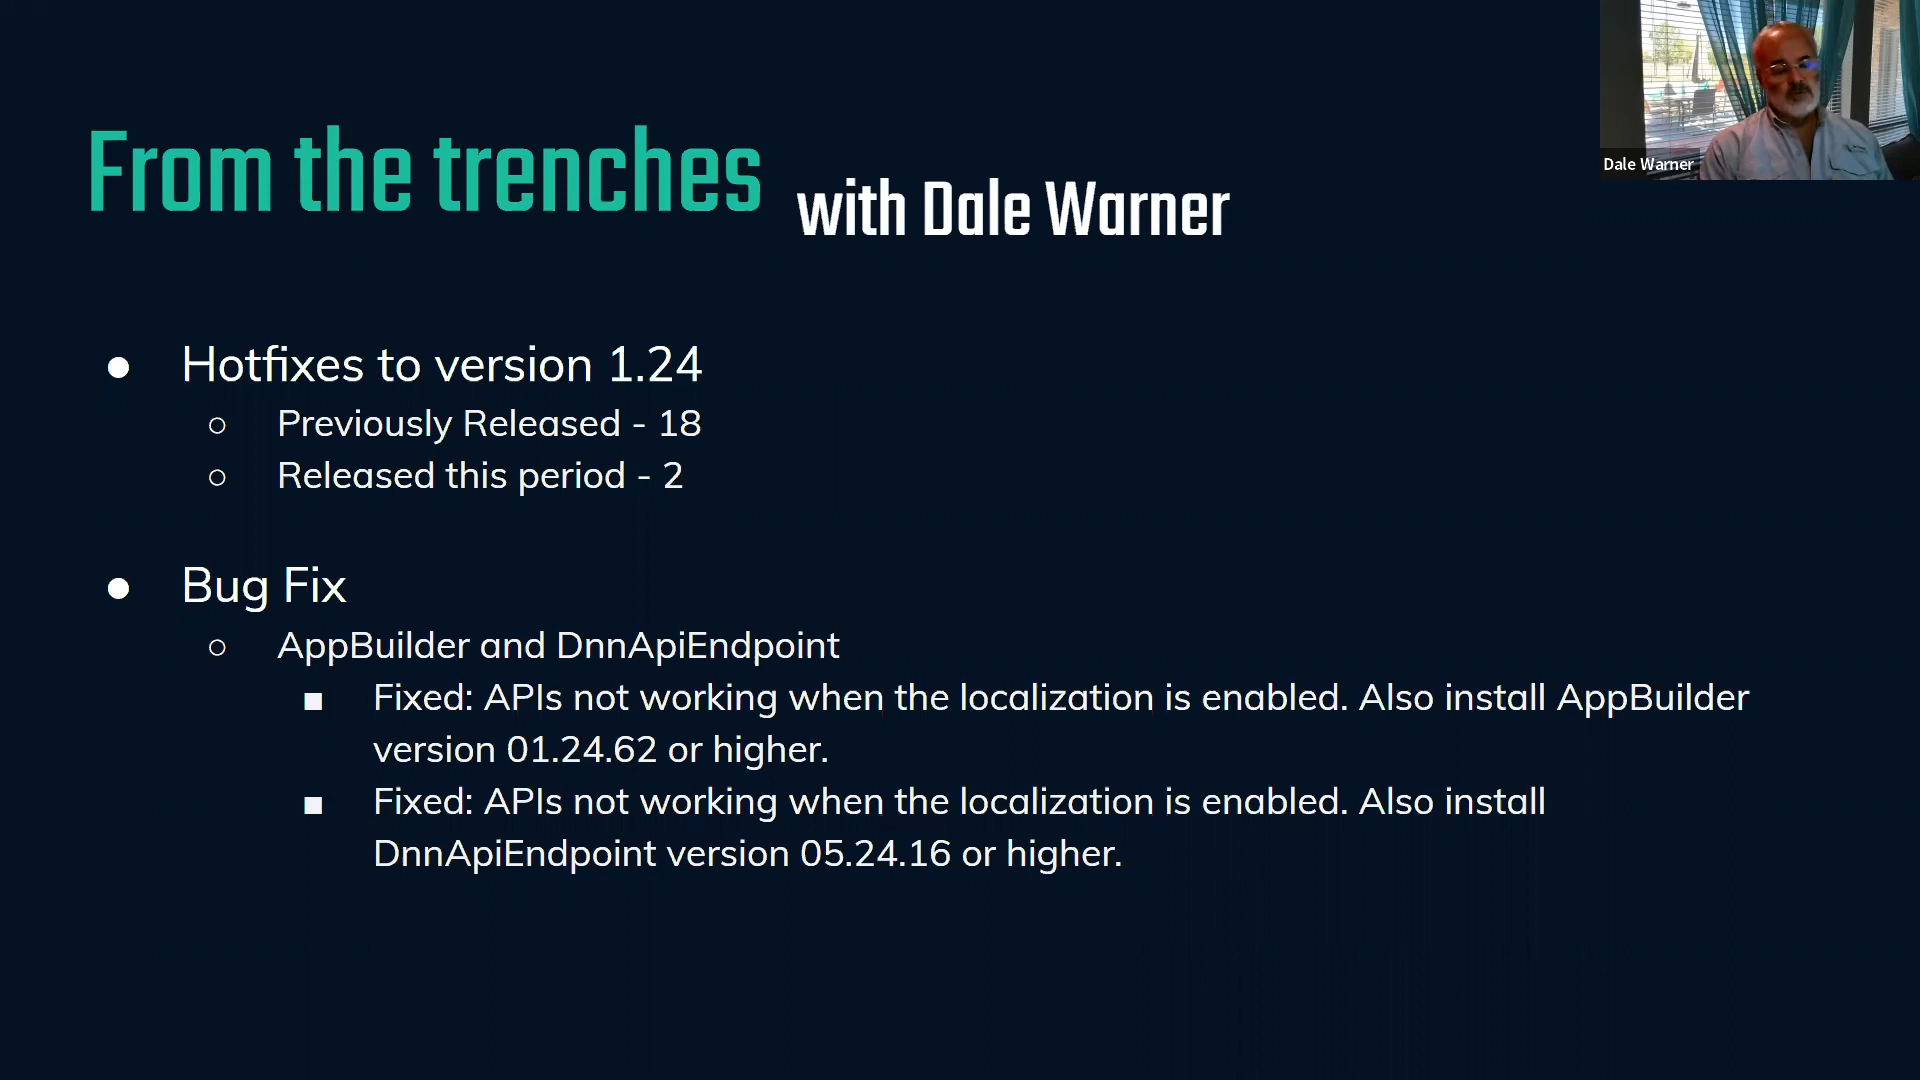 From the trenches with Dale Warner
Dale Warner
● Hotfixes to version 1.24
○ Previously Released - 18
○ Released this period - 2
● Bug Fix
○ AppBuilder and DnnApiEndpoint
■ Fixed: APIs not working when the localization is enabled. Also install AppBuilder
version 01.24.62 or higher.
■ Fixed: APIs not working when the localization is enabled. Also install
DnnApiEndpoint version 05.24.16 or higher.